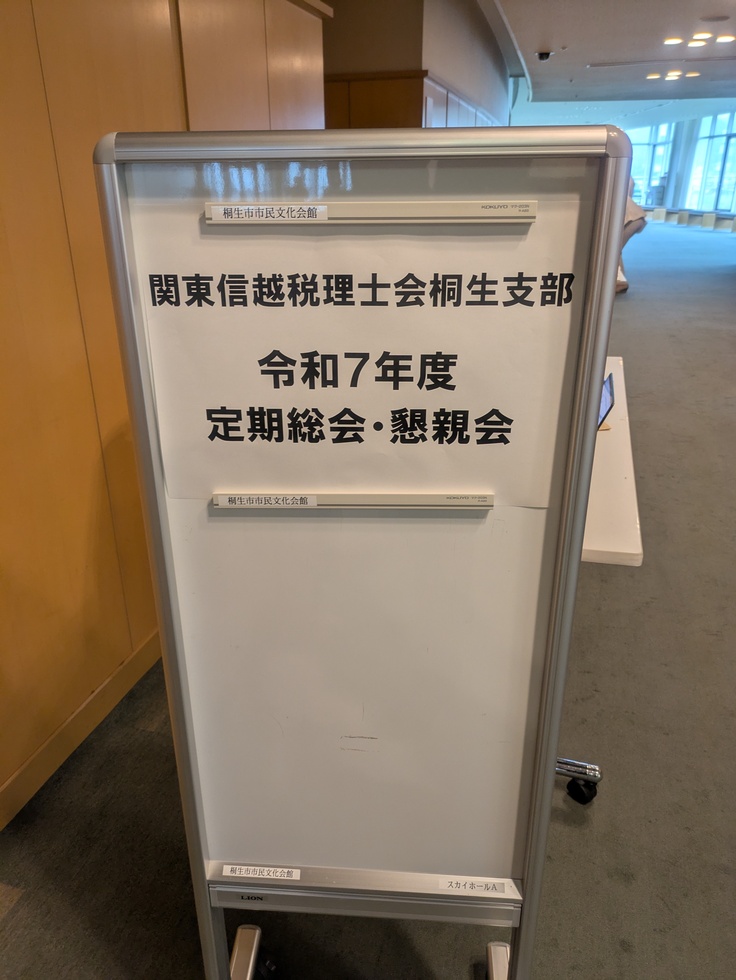 桐生市市民文化会館
KOKUYO
関東信越税理士会桐生支部
令和7年度
定期総会・懇親会
桐生市市民文化会館
KOKUYO
桐生市市民文化会館
スカイホールA
LION